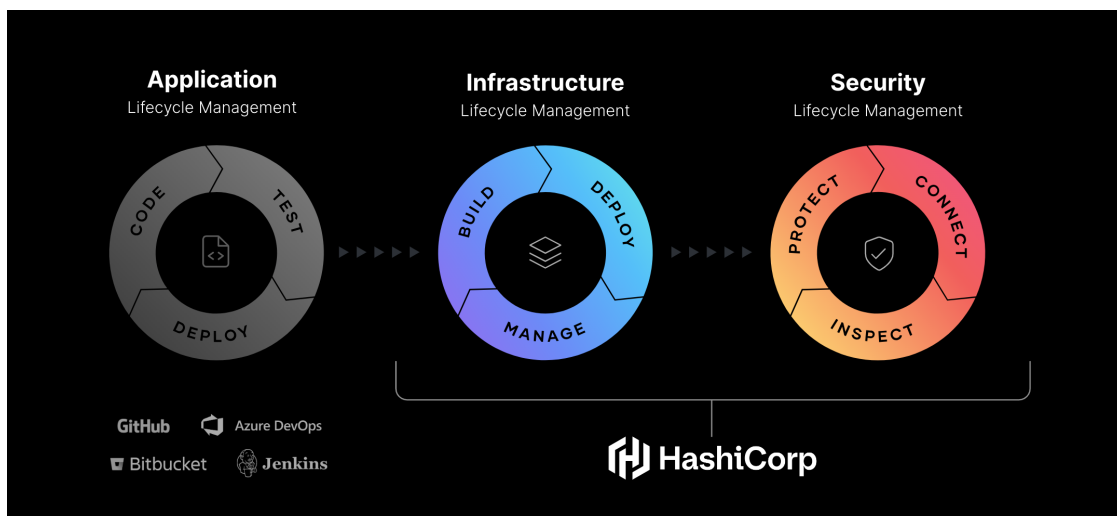 Application
Lifecycle Management
CODE
TEST
DEPLOY
GitHub
Azure DevOps
Bitbucket
Jenkins
Infrastructure
Lifecycle Management
BUILD
DEPLOY
MANAGE
Security
Lifecycle Management
PROTECT
CONNECT
INSPECT
HashiCorp